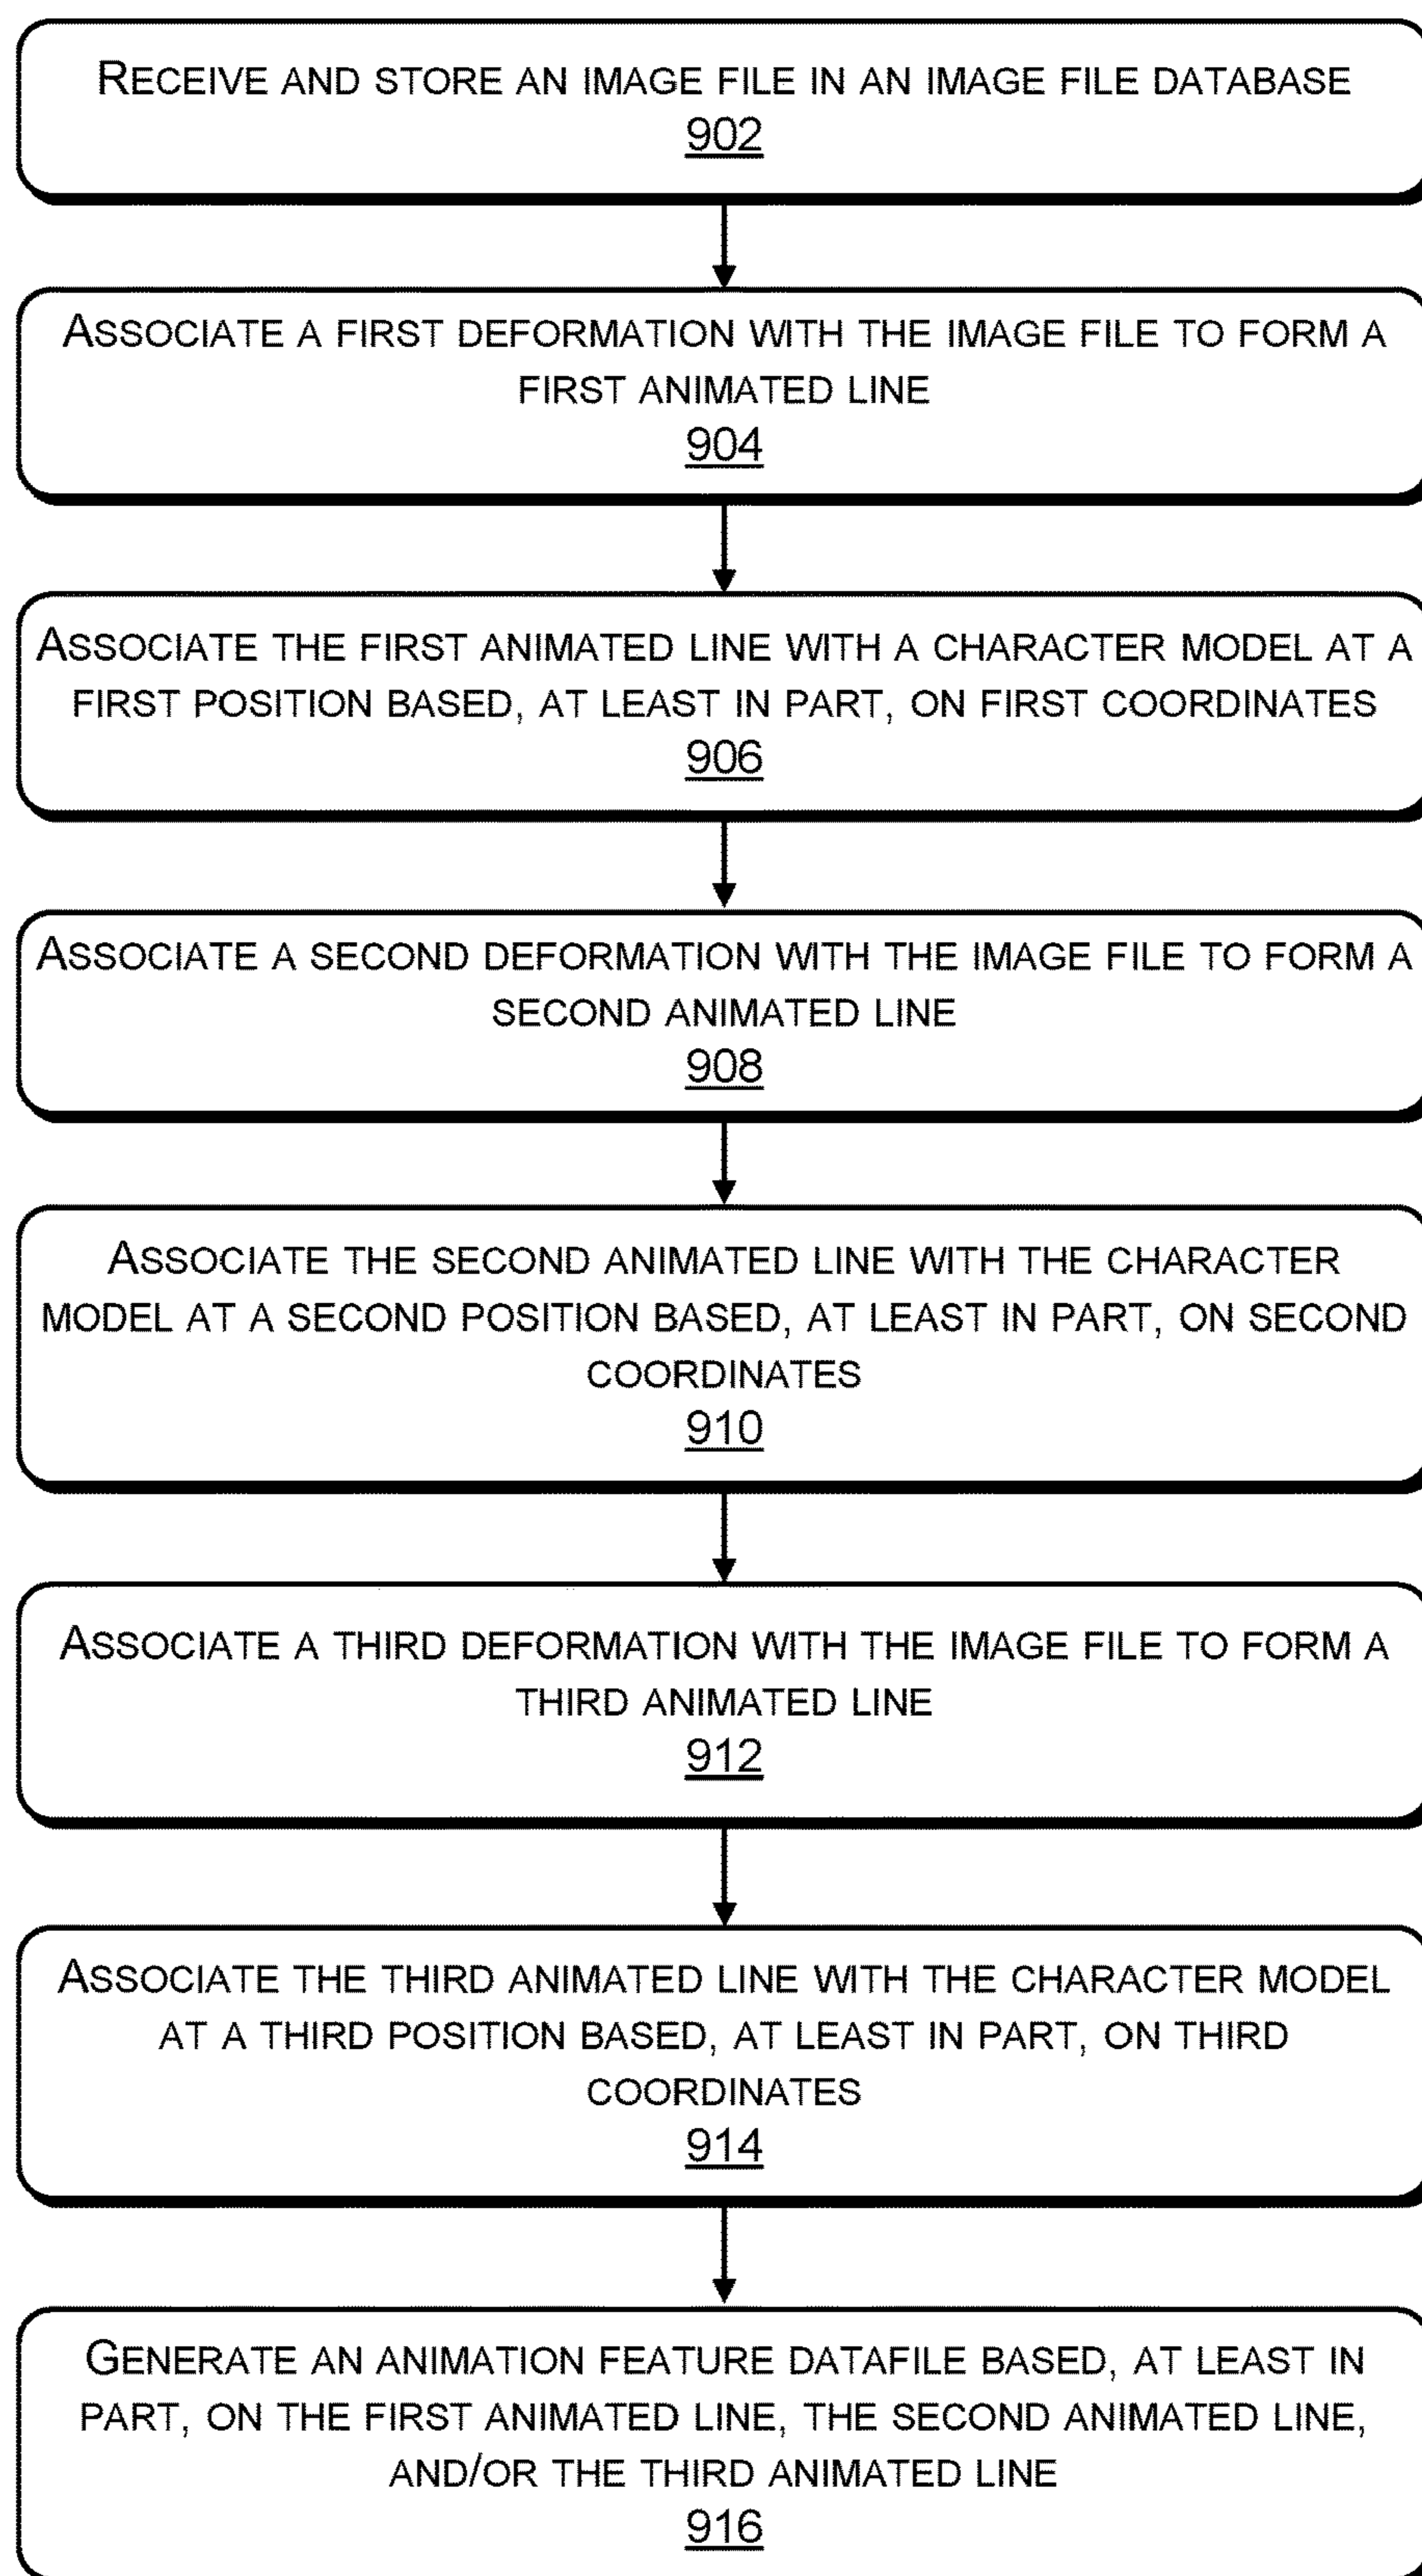 RECEIVE AND STORE AN IMAGE FILE IN AN IMAGE FILE DATABASE
902
ASSOCIATE A FIRST DEFORMATION WITH THE IMAGE FILE TO FORM A
FIRST ANIMATED LINE
904
ASSOCIATE THE FIRST ANIMATED LINE WITH A CHARACTER MODEL AT A
FIRST POSITION BASED, AT LEAST IN PART, ON FIRST COORDINATES
906
ASSOCIATE A SECOND DEFORMATION WITH THE IMAGE FILE TO FORM A
SECOND ANIMATED LINE
908
ASSOCIATE THE SECOND ANIMATED LINE WITH THE CHARACTER
MODEL AT A SECOND POSITION BASED, AT LEAST IN PART, ON SECOND
COORDINATES
910
ASSOCIATE A THIRD DEFORMATION WITH THE IMAGE FILE TO FORM A
THIRD ANIMATED LINE
912
ASSOCIATE THE THIRD ANIMATED LINE WITH THE CHARACTER MODEL
AT A THIRD POSITION BASED, AT LEAST IN PART, ON THIRD
COORDINATES
914
GENERATE AN ANIMATION FEATURE DATAFILE BASED, AT LEAST IN
PART, ON THE FIRST ANIMATED LINE, THE SECOND ANIMATED LINE,
AND/OR THE THIRD ANIMATED LINE
916